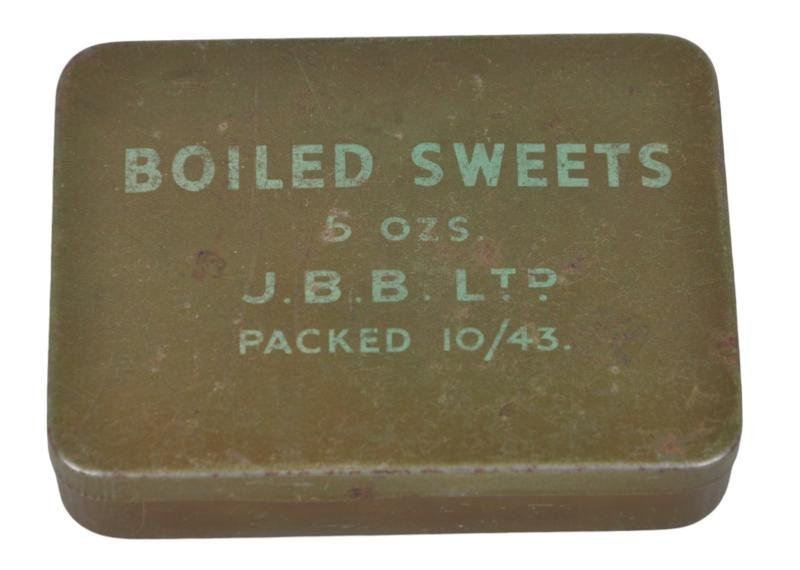 BOILED SWEETS
5 OZS.
J.B.B. LTD
PACKED 10/43.